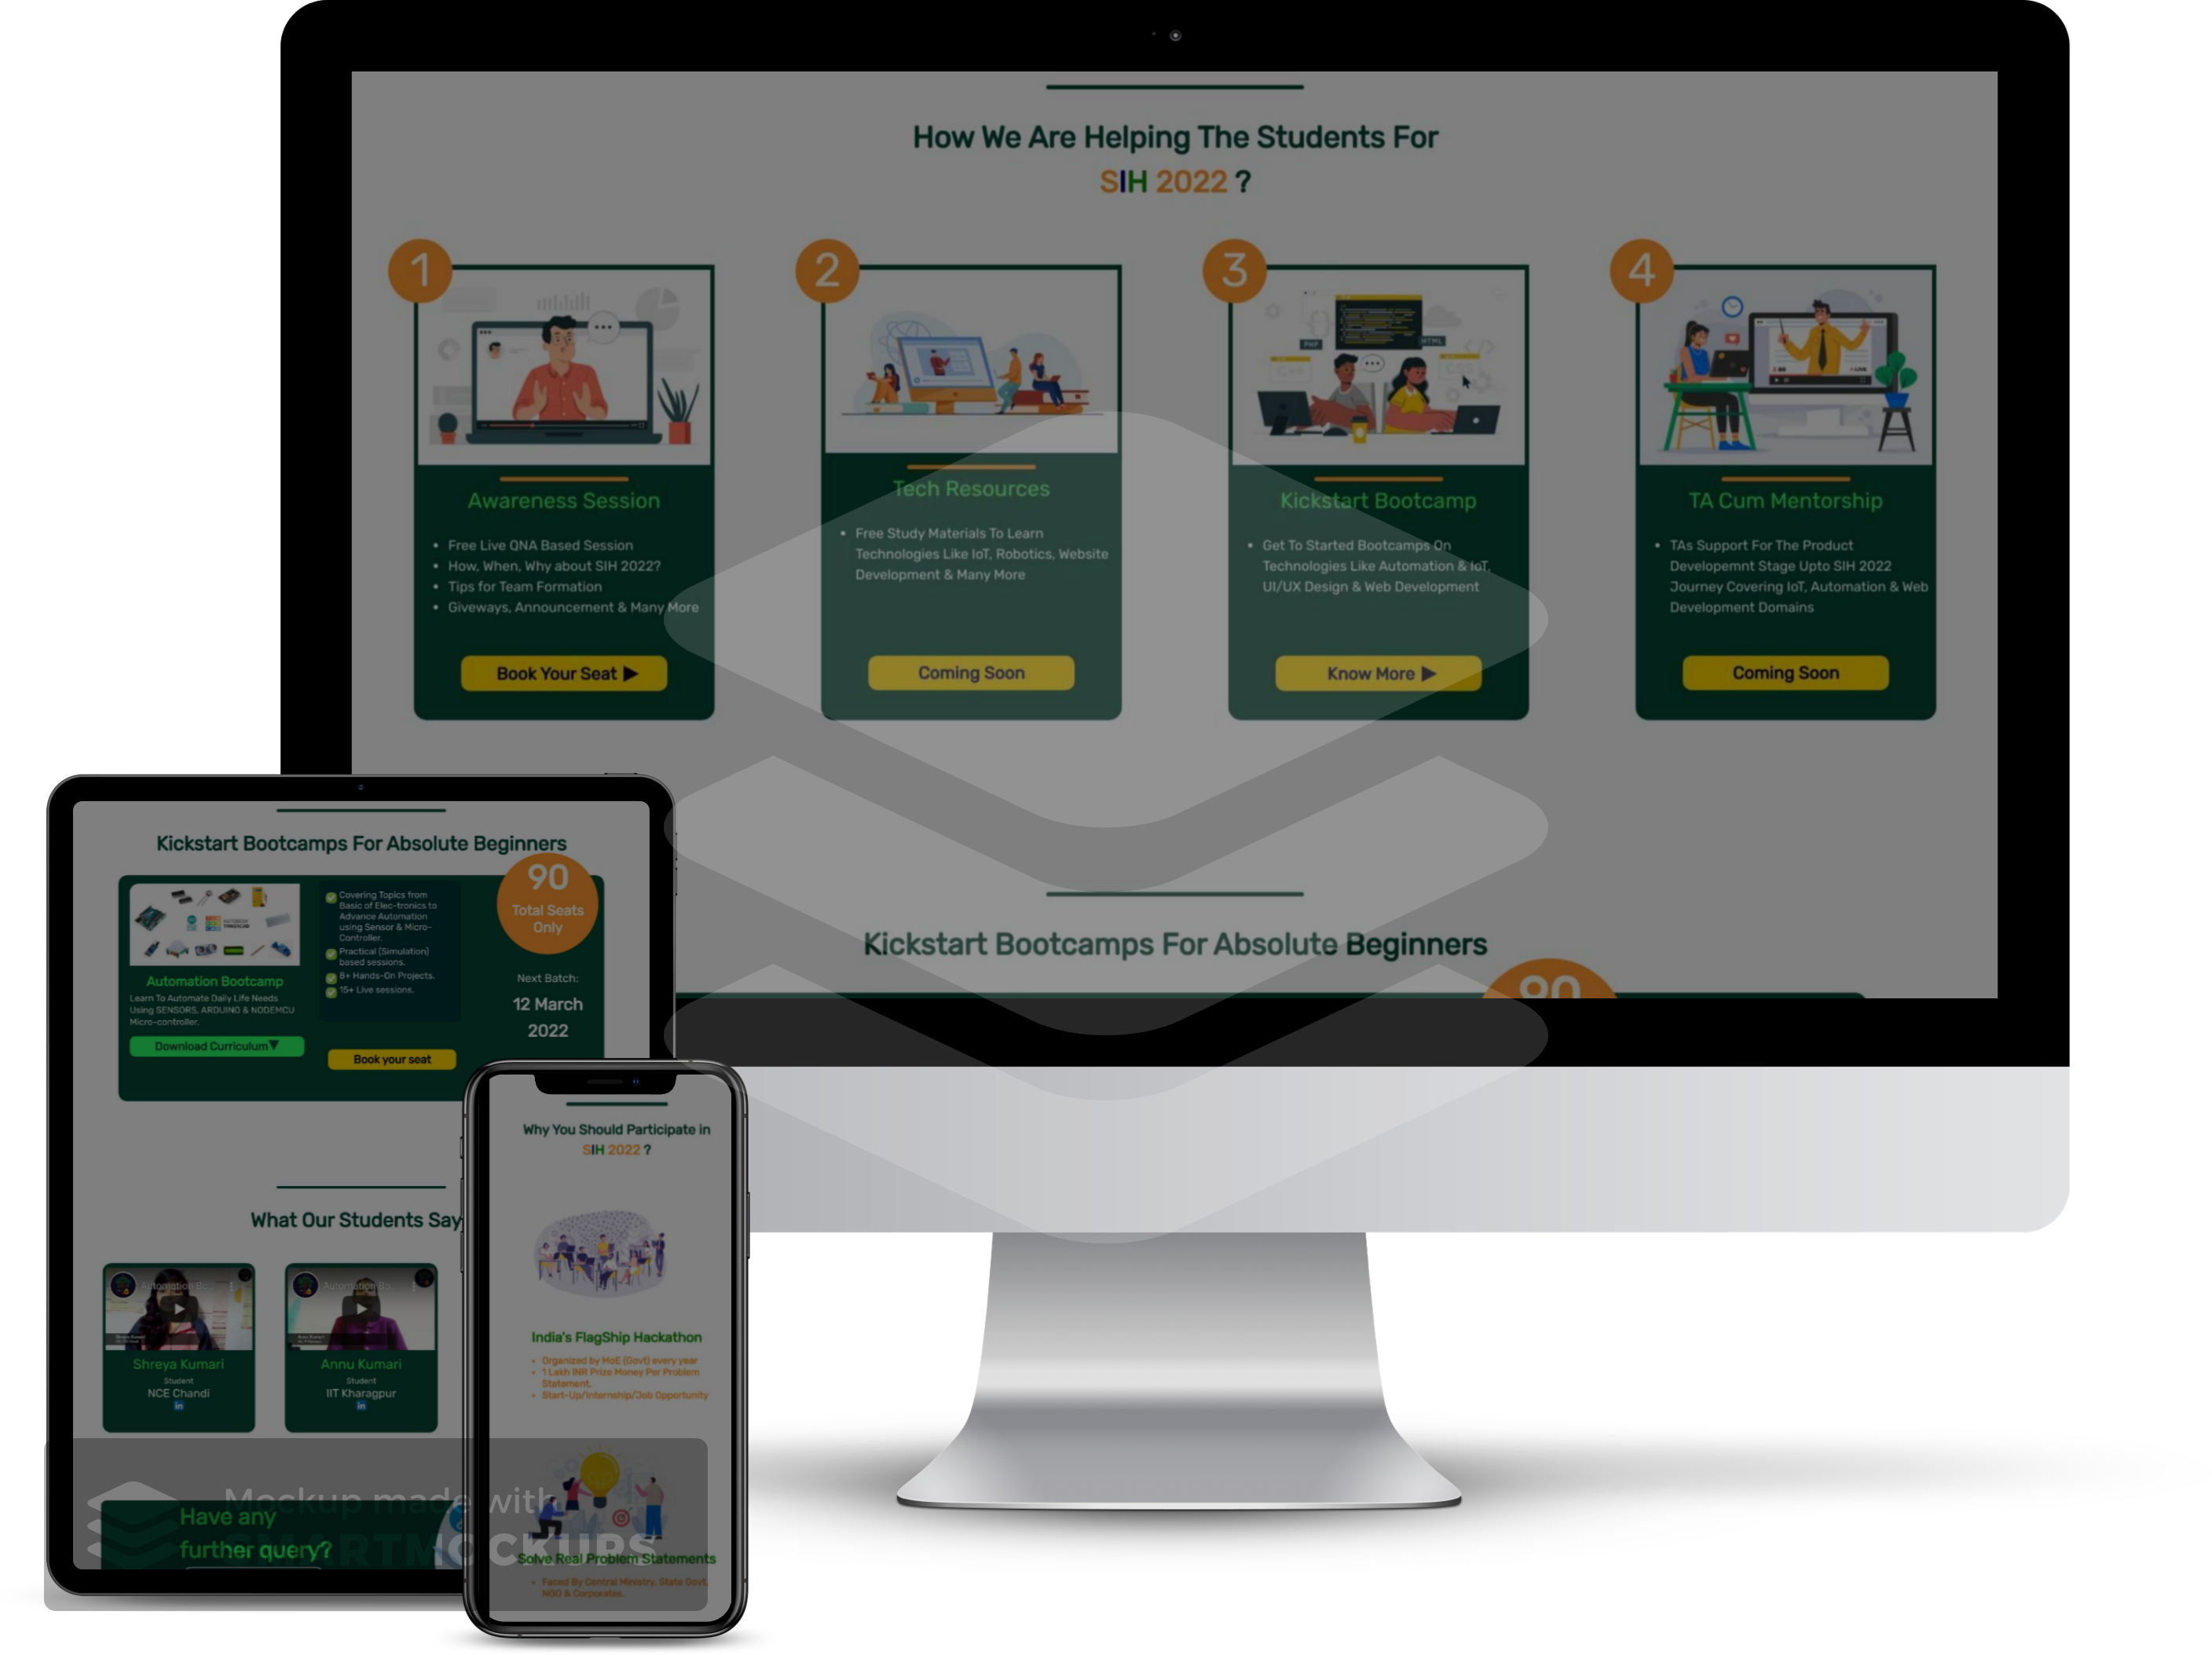 How We Are Helping The Students For
SIH 2022 ?
1
Awareness Session
• Free Live QNA Based Session
• How, When, Why about SIH 2022?
• Tips for Team Formation
• Giveways, Announcement & Many More
Book Your Seat ▶
2
Tech Resources
• Free Study Materials To Learn
Technologies Like IoT, Robotics, Website
Development & Many More
Coming Soon
3
PHP
HTML
C++
CSS
Kickstart Bootcamp
• Get To Started Bootcamps On
Technologies Like Automation & IoT,
UI/UX Design & Web Development
Know More ▶
4
LIVE
TA Cum Mentorship
• TAs Support For The Product
Developemnt Stage Upto SIH 2022
Journey Covering IoT, Automation & Web
Development Domains
Coming Soon
Kickstart Bootcamps For Absolute Beginners
90
Kickstart Bootcamps For Absolute Beginners
Automation Bootcamp
Learn To Automate Daily Life Needs
Using SENSORS, ARDUINO & NODEMCU
Micro-controller.
Download Curriculum▼
Covering Topics from
Basic of Elec-tronics to
Advance Automation
using Sensor & Micro-
Controller.
Practical (Simulation)
based sessions.
8+ Hands-On Projects.
15+ Live sessions.
Book your seat
90
Total Seats
Only
Next Batch:
12 March
2022
What Our Students Say
Automation Bo
Shreya Kumari
Student
NCE Chandi
in
Automation Bo
Annu Kumari
Student
IIT Kharagpur
in
Have any
further query?
Why You Should Participate in
SIH 2022 ?
India's FlagShip Hackathon
• Organized by MoE (Govt) every year
• 1 Lakh INR Prize Money Per Problem
Statement.
• Start-Up/Internship/Job Opportunity
Solve Real Problem Statements
• Faced By Central Ministry, State Govt,
NGO & Corporates.
Mockup made with
SMARTMOCKUPS